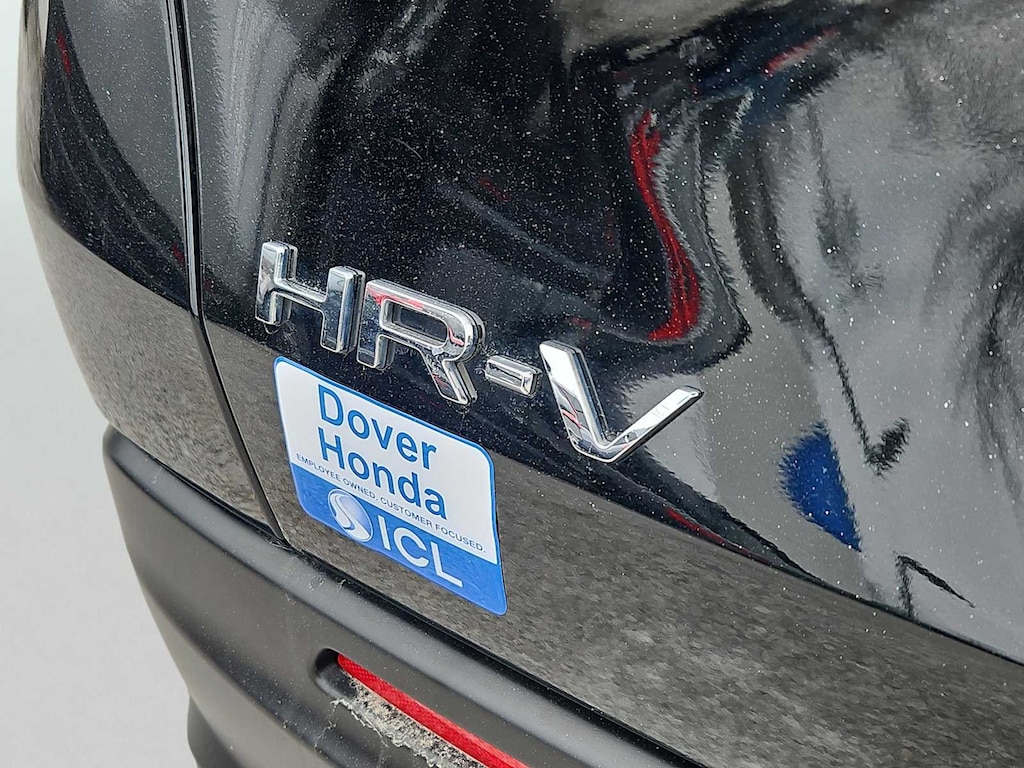 HR-V
Dover
Honda
EMPLOYEE OWNED. CUSTOMER FOCUSED.
ICL